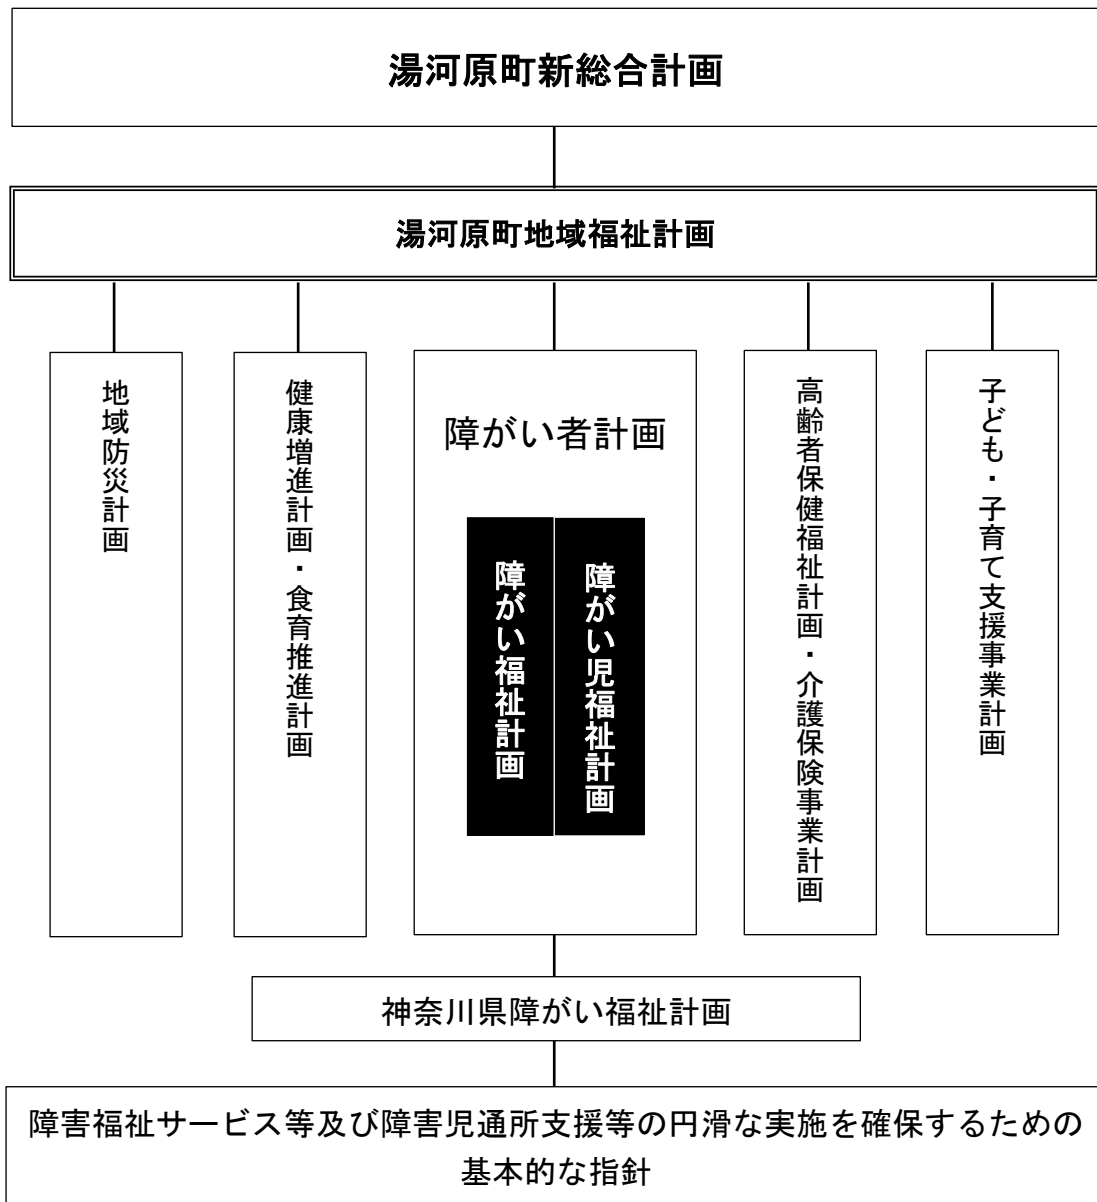 湯河原町新総合計画
湯河原町地域福祉計画
地域防災計画
健康増進計画・食育推進計画
障がい者計画
障がい福祉計画
障がい児福祉計画
高齢者保健福祉計画・介護保険事業計画
子ども・子育て支援事業計画
神奈川県障がい福祉計画
障害福祉サービス等及び障害児通所支援等の円滑な実施を確保するための
基本的な指針